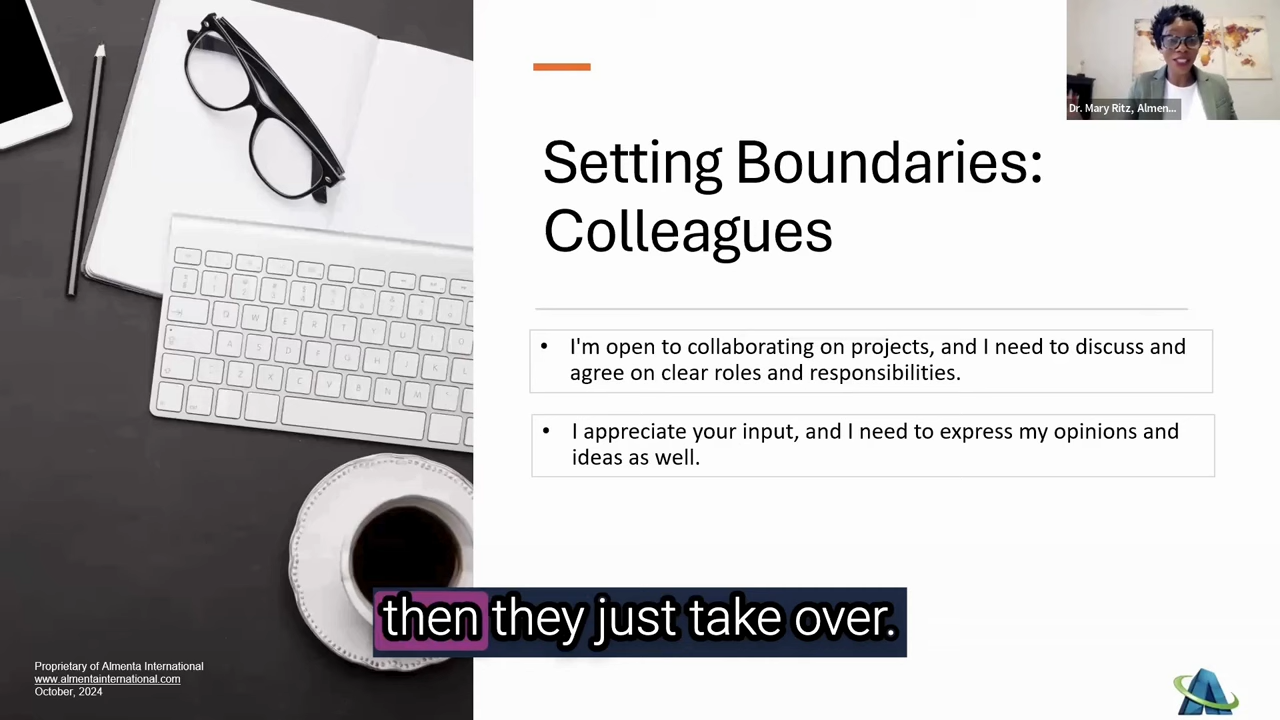 Dr. Mary Ritz, Almen...
Setting Boundaries:
Colleagues
• I'm open to collaborating on projects, and I need to discuss and
agree on clear roles and responsibilities.
• I appreciate your input, and I need to express my opinions and
ideas as well.
then they just take over.
Proprietary of Almenta International
www.almentainternational.com
October, 2024